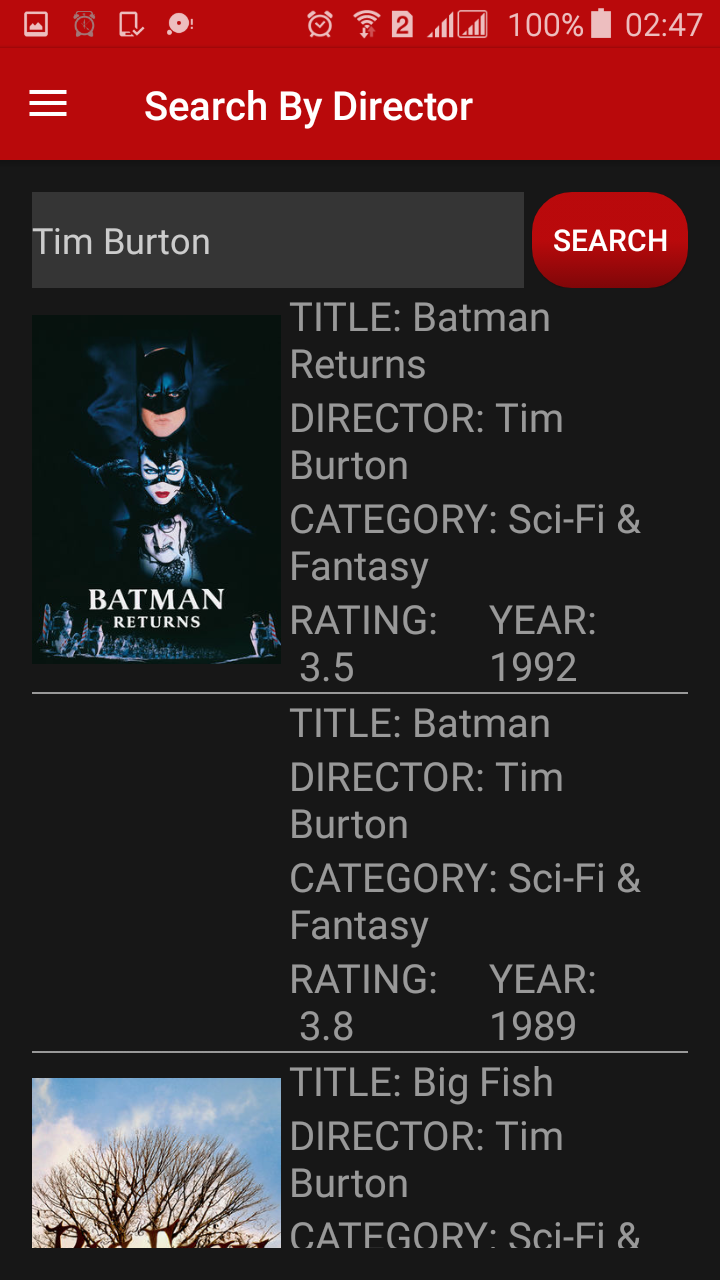 2 100% 02:47
Search By Director
Tim Burton SEARCH
TITLE: Batman
Returns
DIRECTOR: Tim
Burton
CATEGORY: Sci-Fi &
Fantasy
RATING: YEAR:
3.5 1992
BATMAN
RETURNS
TITLE: Batman
DIRECTOR: Tim
Burton
CATEGORY: Sci-Fi &
Fantasy
RATING: YEAR:
3.8 1989
TITLE: Big Fish
DIRECTOR: Tim
Burton
CATEGORY: Sci-Fi &